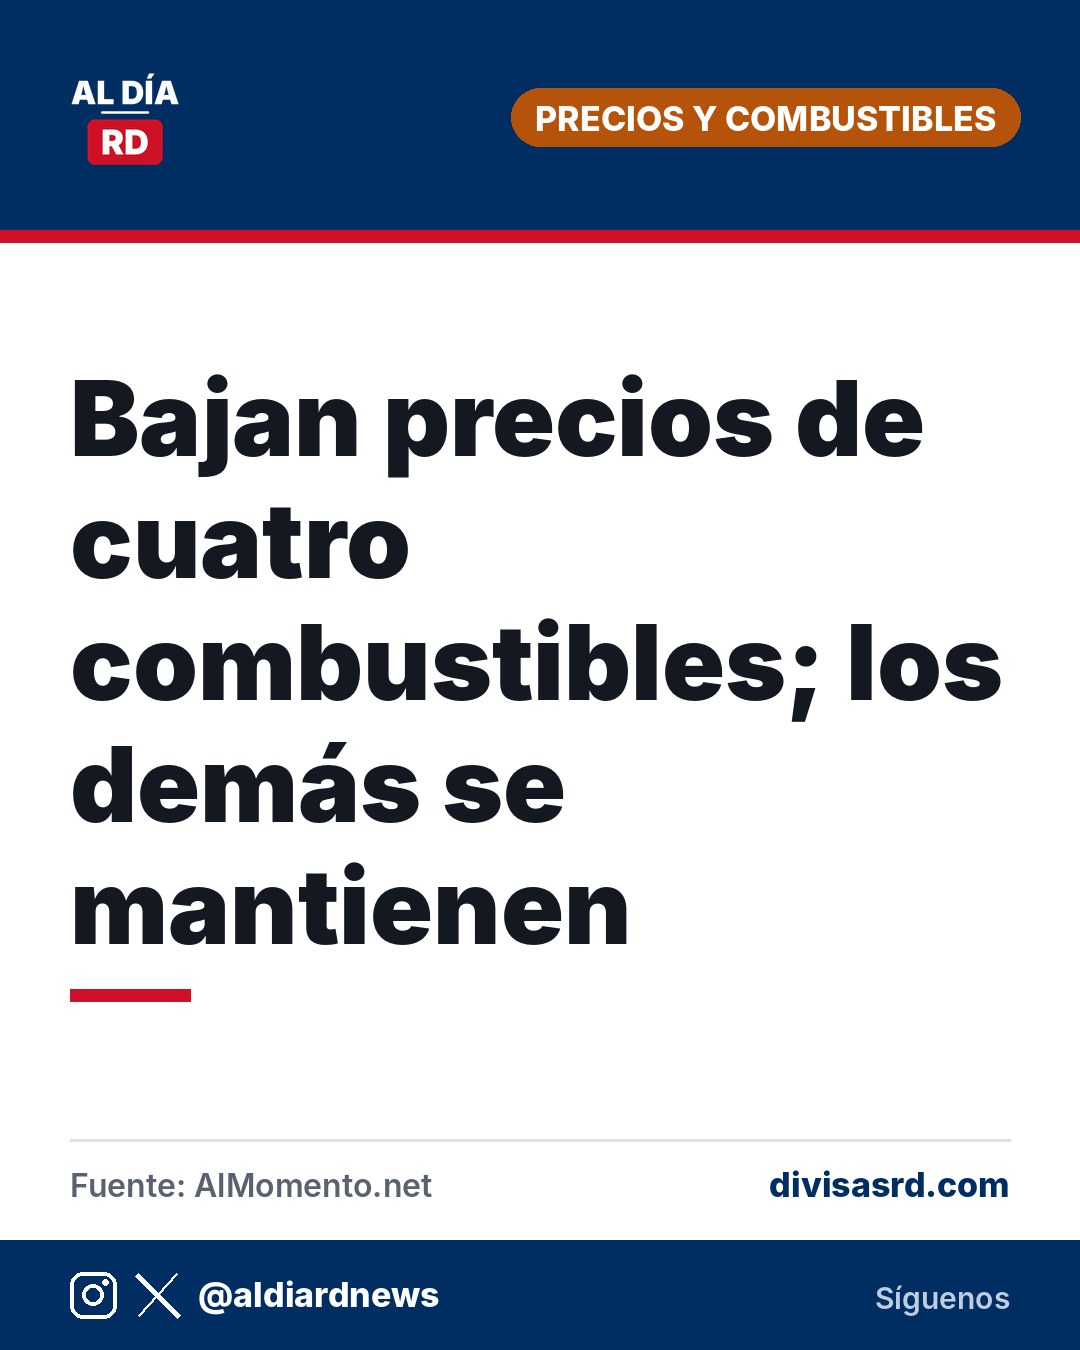 AL DÍA
RD
PRECIOS Y COMBUSTIBLES
Bajan precios de
cuatro
combustibles; los
demás se
mantienen
Fuente: AlMomento.net
divisasrd.com
@aldiardnews
Síguenos